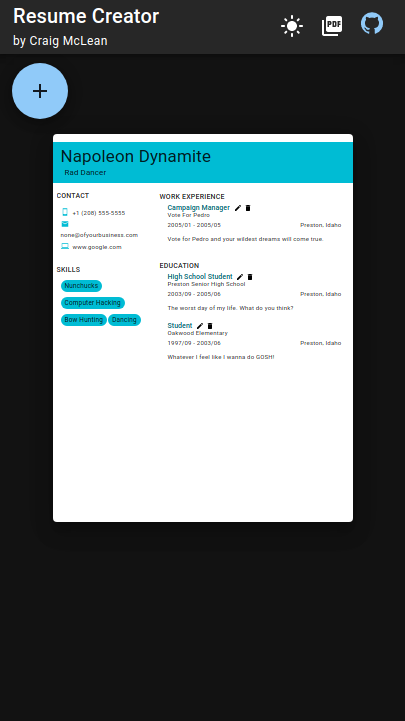 Resume Creator
by Craig McLean
PDF
+
Napoleon Dynamite
Rad Dancer
CONTACT
+1 (208) 555-5555
none@ofyourbusiness.com
www.google.com
SKILLS
Nunchucks
Computer Hacking
Bow Hunting Dancing
WORK EXPERIENCE
Campaign Manager
Vote For Pedro
2005/01 - 2005/05 Preston, Idaho
Vote for Pedro and your wildest dreams will come true.
EDUCATION
High School Student
Preston Senior High School
2003/09 - 2005/06 Preston, Idaho
The worst day of my life. What do you think?
Student
Oakwood Elementary
1997/09 - 2003/06 Preston, Idaho
Whatever I feel like I wanna do GOSH!